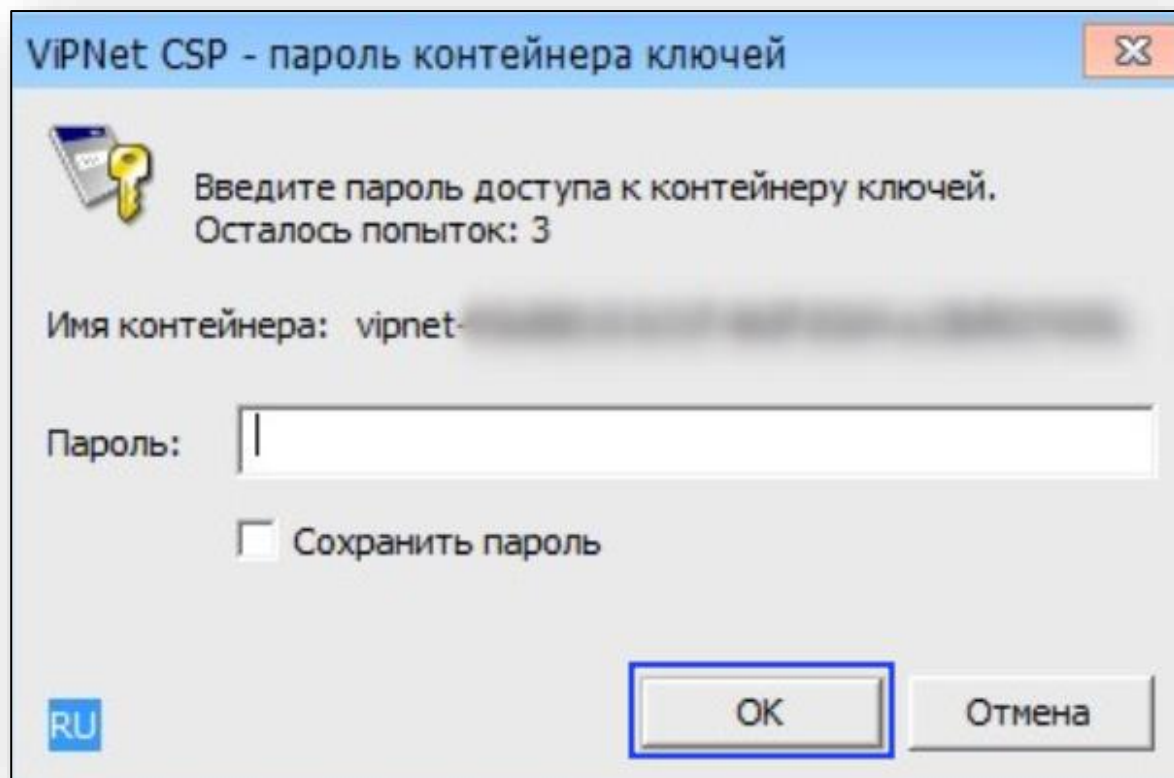 ViPNet CSP - пароль контейнера ключей
Введите пароль доступа к контейнеру ключей.
Осталось попыток: 3
Имя контейнера: vipnet-
Пароль:
Сохранить пароль
RU
OK
Отмена